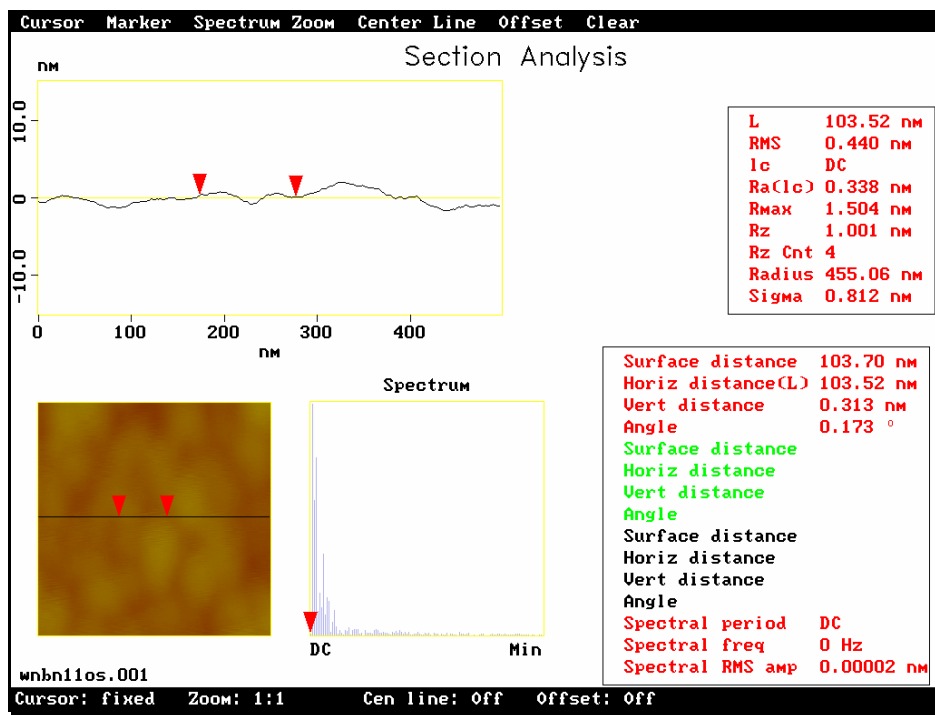 Cursor Marker Spectrum Zoom Center Line Offset Clear
Section Analysis
nM
10.0
0
-10.0
0 100 200 300 400
nM
L 103.52 nM
RMS 0.440 nM
lc DC
Ra(lc) 0.338 nM
Rмax 1.504 nM
Rz 1.001 nM
Rz Cnt 4
Radius 455.06 nM
Sigмa 0.812 nM
Surface distance 103.70 nM
Horiz distance(L) 103.52 nM
Vert distance 0.313 nM
Angle 0.173 °
Surface distance
Horiz distance
Vert distance
Angle
Surface distance
Horiz distance
Vert distance
Angle
Spectral period DC
Spectral freq 0 Hz
Spectral RMS amp 0.00002 nM
Spectrum
DC Min
wnbn11os.001
Cursor: fixed Zoom: 1:1 Cen line: Off Offset: Off